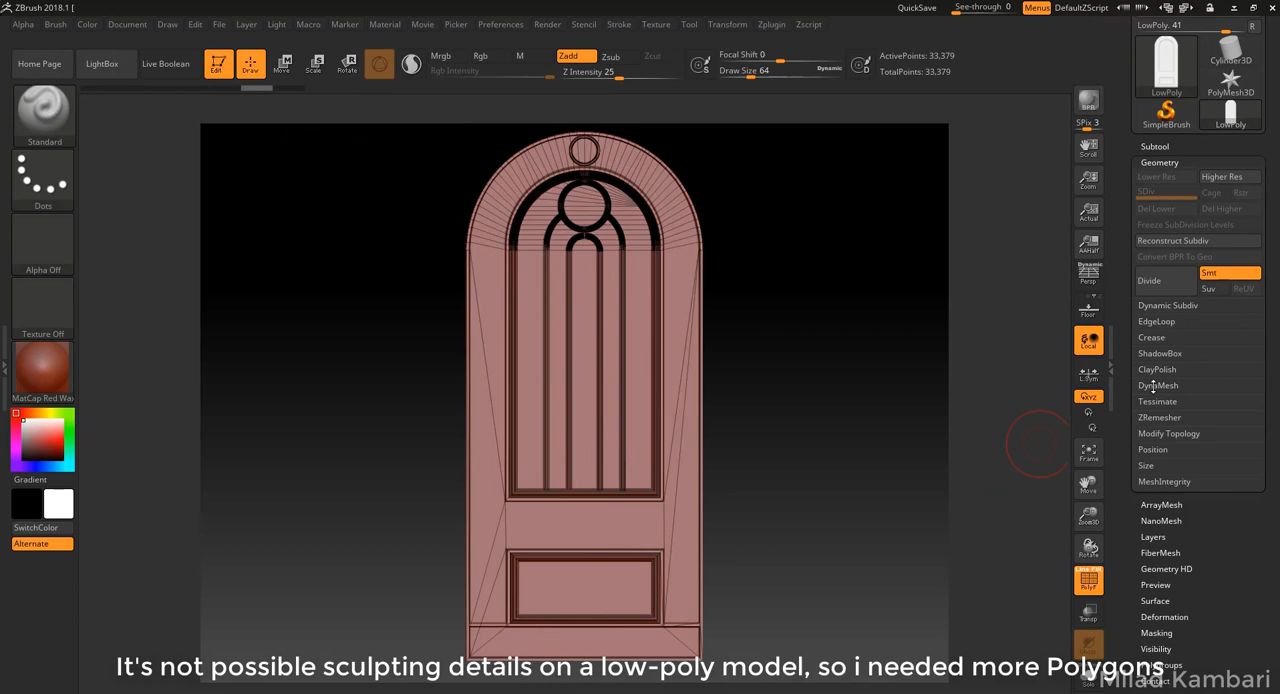 ZBrush 2018.1 [
QuickSave
See-through 0
Menus
DefaultZScript
Alpha Brush Color Document Draw Edit File Layer Light Macro Marker Material Movie Picker Preferences Render Stencil Stroke Texture Tool Transform Zplugin Zscript
LowPoly. 41
R
Home Page
LightBox
Live Boolean
Edit
Draw
Move
Scale
Rotate
Mrgb Rgb M
Rgb Intensity
Zadd Zsub Zcut
Z Intensity 25
S
Focal Shift 0
Draw Size 64
Dynamic
D
ActivePoints: 33,379
TotalPoints: 33,379
LowPoly
Cylinder3D
PolyMesh3D
SimpleBrush
LowPoly
Standard
Dots
Alpha Off
Texture Off
MatCap Red Wax
Gradient
SwitchColor
Alternate
BPR
SPix 3
Scroll
Zoom
Actual
AAHalf
Dynamic
Persp
Floor
Local
L.Sym
XYZ
Frame
Move
Zoom3D
Rotate
Line Fill
PolyF
Transp
Solo
Subtool
Geometry
Lower Res Higher Res
SDiv Cage Rstr
Del Lower Del Higher
Freeze SubDivision Levels
Reconstruct Subdiv
Convert BPR To Geo
Divide
Smt
Suv ReUV
Dynamic Subdiv
EdgeLoop
Crease
ShadowBox
ClayPolish
DynaMesh
Tessimate
ZRemesher
Modify Topology
Position
Size
MeshIntegrity
ArrayMesh
NanoMesh
Layers
FiberMesh
Geometry HD
Preview
Surface
Deformation
Masking
Visibility
It's not possible sculpting details on a low-poly model, so i needed more Polygons
Kambari